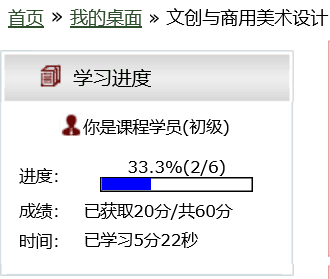 首页 » 我的桌面 » 文创与商用美术设计
学习进度
你是课程学员(初级)
进度： 33.3%(2/6)
成绩： 已获取20分/共60分
时间： 已学习5分22秒